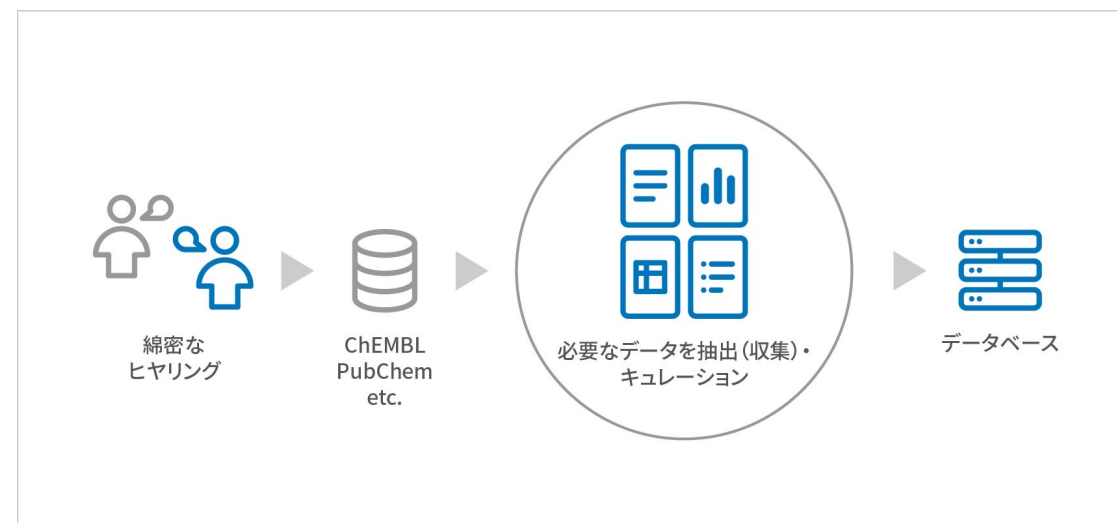 綿密な
ヒヤリング
ChEMBL
PubChem
etc.
必要なデータを抽出（収集）・
キュレーション
データベース